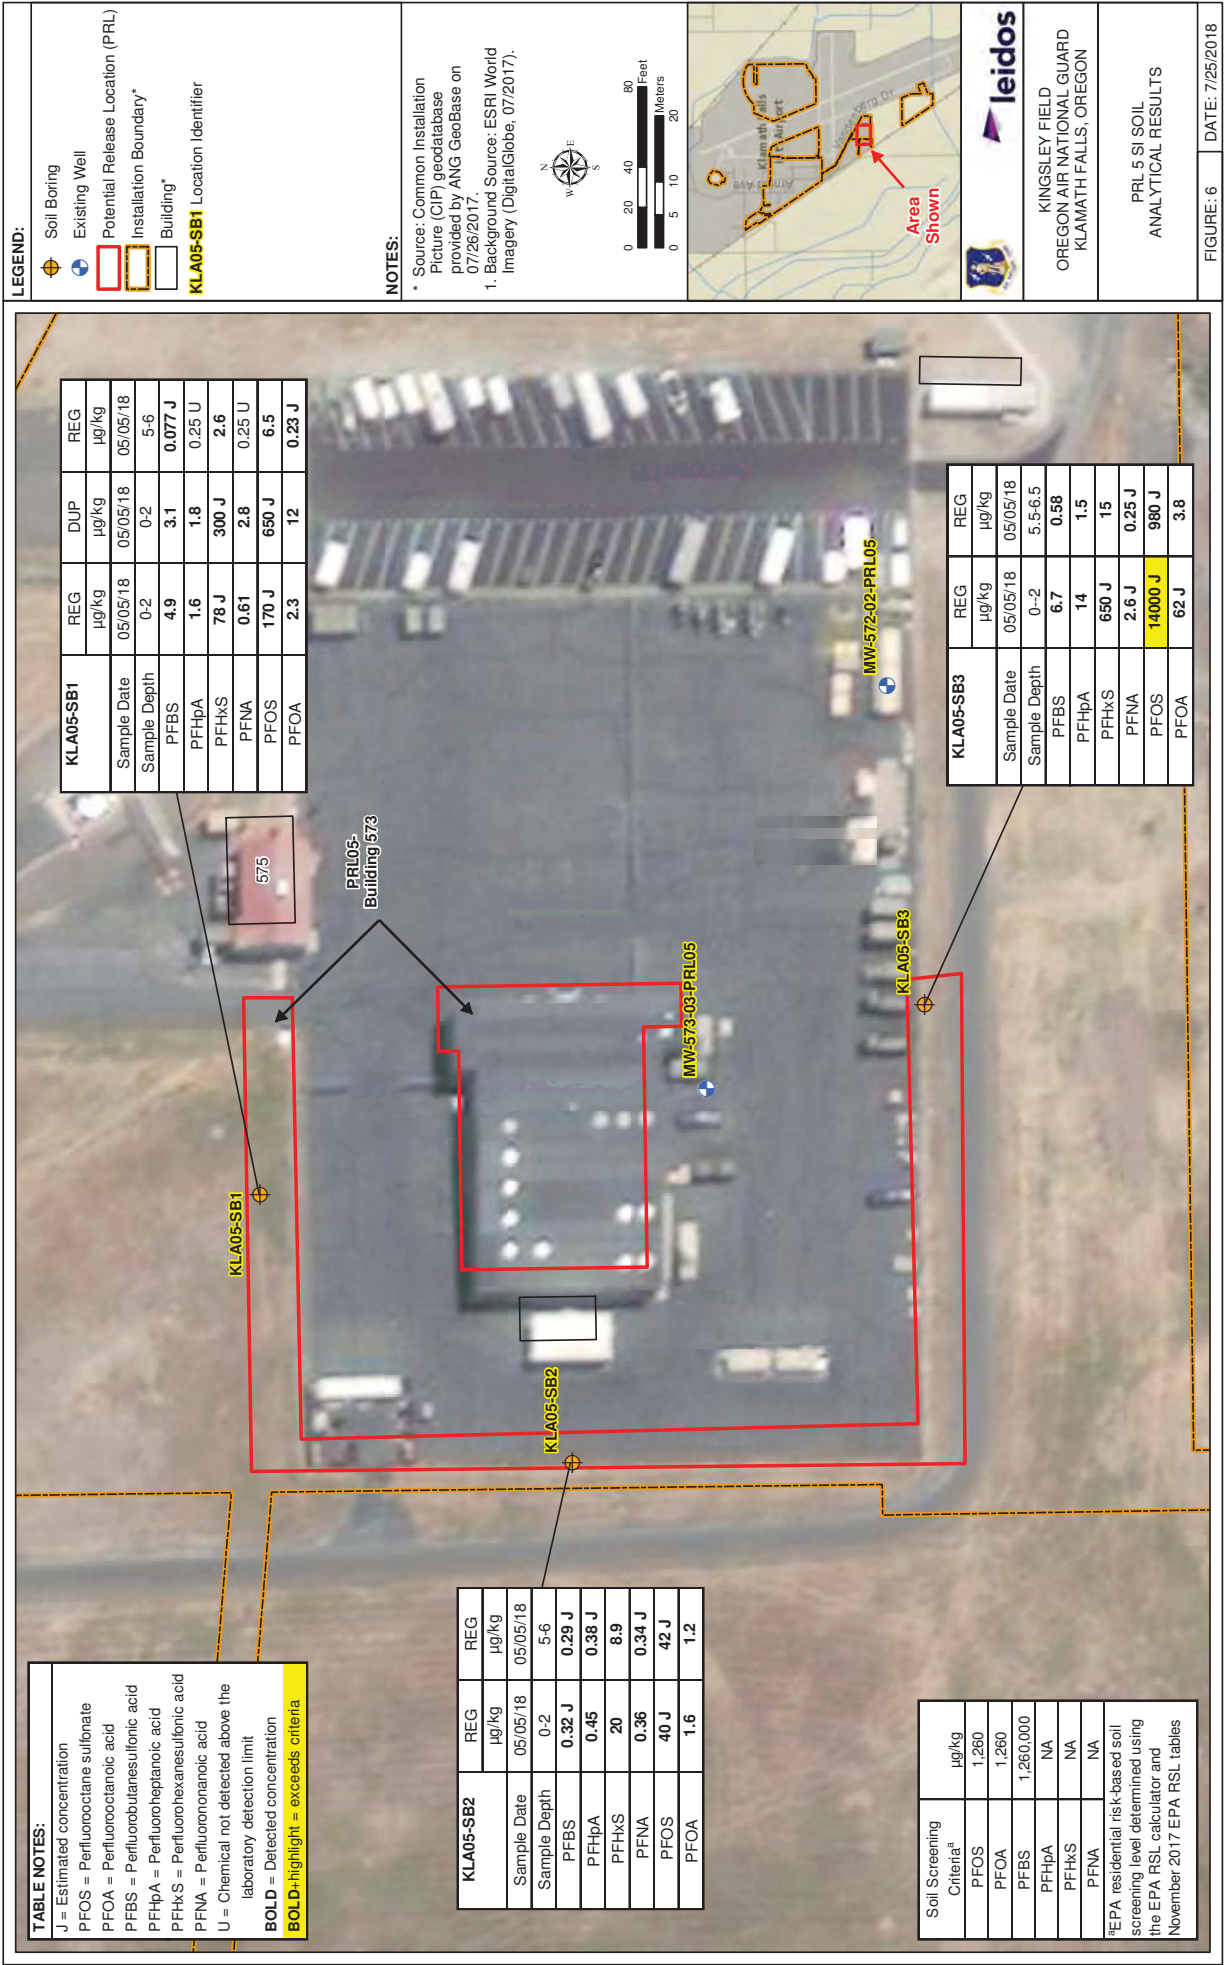 TABLE NOTES:
J = Estimated concentration
PFOS = Perfluorooctane sulfonate
PFOA = Perfluorooctanoic acid
PFBS = Perfluorobutanesulfonic acid
PFHpA = Perfluoroheptanoic acid
PFHxS = Perfluorohexanesulfonic acid
PFNA = Perfluorononanoic acid
U = Chemical not detected above the
laboratory detection limit
BOLD = Detected concentration
BOLD+highlight = exceeds criteria
KLA05-SB1 REG DUP REG
µg/kg µg/kg µg/kg
Sample Date 05/05/18 05/05/18 05/05/18
Sample Depth 0-2 0-2 5-6
PFBS 4.9 3.1 0.077 J
PFHpA 1.6 1.8 0.25 U
PFHxS 78 J 300 J 2.6
PFNA 0.61 2.8 0.25 U
PFOS 170 J 650 J 6.5
PFOA 2.3 12 0.23 J
575
PRL05-
Building 573
KLA05-SB1
KLA05-SB2
KLA05-SB3
MW-573-03-PRL05
MW-572-02-PRL05
KLA05-SB2 REG REG
µg/kg µg/kg
Sample Date 05/05/18 05/05/18
Sample Depth 0-2 5-6
PFBS 0.32 J 0.29 J
PFHpA 0.45 0.38 J
PFHxS 20 8.9
PFNA 0.36 0.34 J
PFOS 40 J 42 J
PFOA 1.6 1.2
Soil Screening
Criteriaª µg/kg
PFOS 1,260
PFOA 1,260
PFBS 1,260,000
PFHpA NA
PFHxS NA
PFNA NA
ªEPA residential risk-based soil
screening level determined using
the EPA RSL calculator and
November 2017 EPA RSL tables
KLA05-SB3 REG REG
µg/kg µg/kg
Sample Date 05/05/18 05/05/18
Sample Depth 0--2 5.5-6.5
PFBS 6.7 0.58
PFHpA 14 1.5
PFHxS 650 J 15
PFNA 2.6 J 0.25 J
PFOS 14000 J 980 J
PFOA 62 J 3.8
LEGEND:
Soil Boring
Existing Well
Potential Release Location (PRL)
Installation Boundary*
Building*
KLA05-SB1 Location Identifier
NOTES:
* Source: Common Installation
Picture (CIP) geodatabase
provided by ANG GeoBase on
07/26/2017.
1. Background Source: ESRI World
Imagery (DigitalGlobe, 07/2017).
N
W E
S
0 20 40 80
Feet
Meters
0 5 10 20
Klamath Falls
Airport
Arnold Ave
Vandenberg Dr
Area
Shown
leidos
KINGSLEY FIELD
OREGON AIR NATIONAL GUARD
KLAMATH FALLS, OREGON
PRL 5 SI SOIL
ANALYTICAL RESULTS
FIGURE: 6 DATE: 7/25/2018